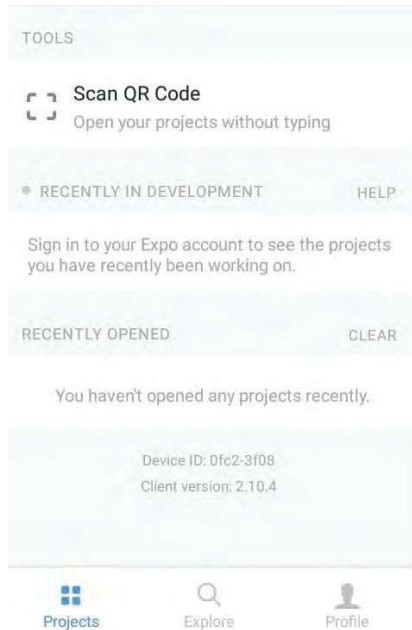 TOOLS
Scan QR Code
Open your projects without typing
RECENTLY IN DEVELOPMENT HELP
Sign in to your Expo account to see the projects
you have recently been working on.
RECENTLY OPENED CLEAR
You haven't opened any projects recently.
Device ID: 0fc2-3f08
Client version: 2.10.4
Projects Explore Profile